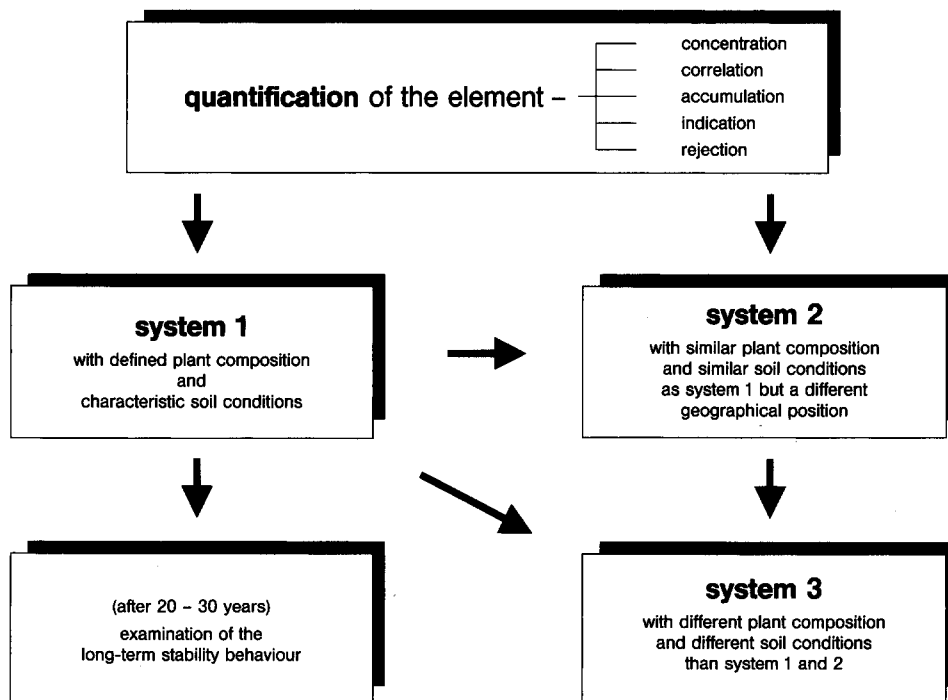 quantification of the element –
concentration
correlation
accumulation
indication
rejection
system 1
with defined plant composition
and
characteristic soil conditions
system 2
with similar plant composition
and similar soil conditions
as system 1 but a different
geographical position
(after 20 – 30 years)
examination of the
long-term stability behaviour
system 3
with different plant composition
and different soil conditions
than system 1 and 2